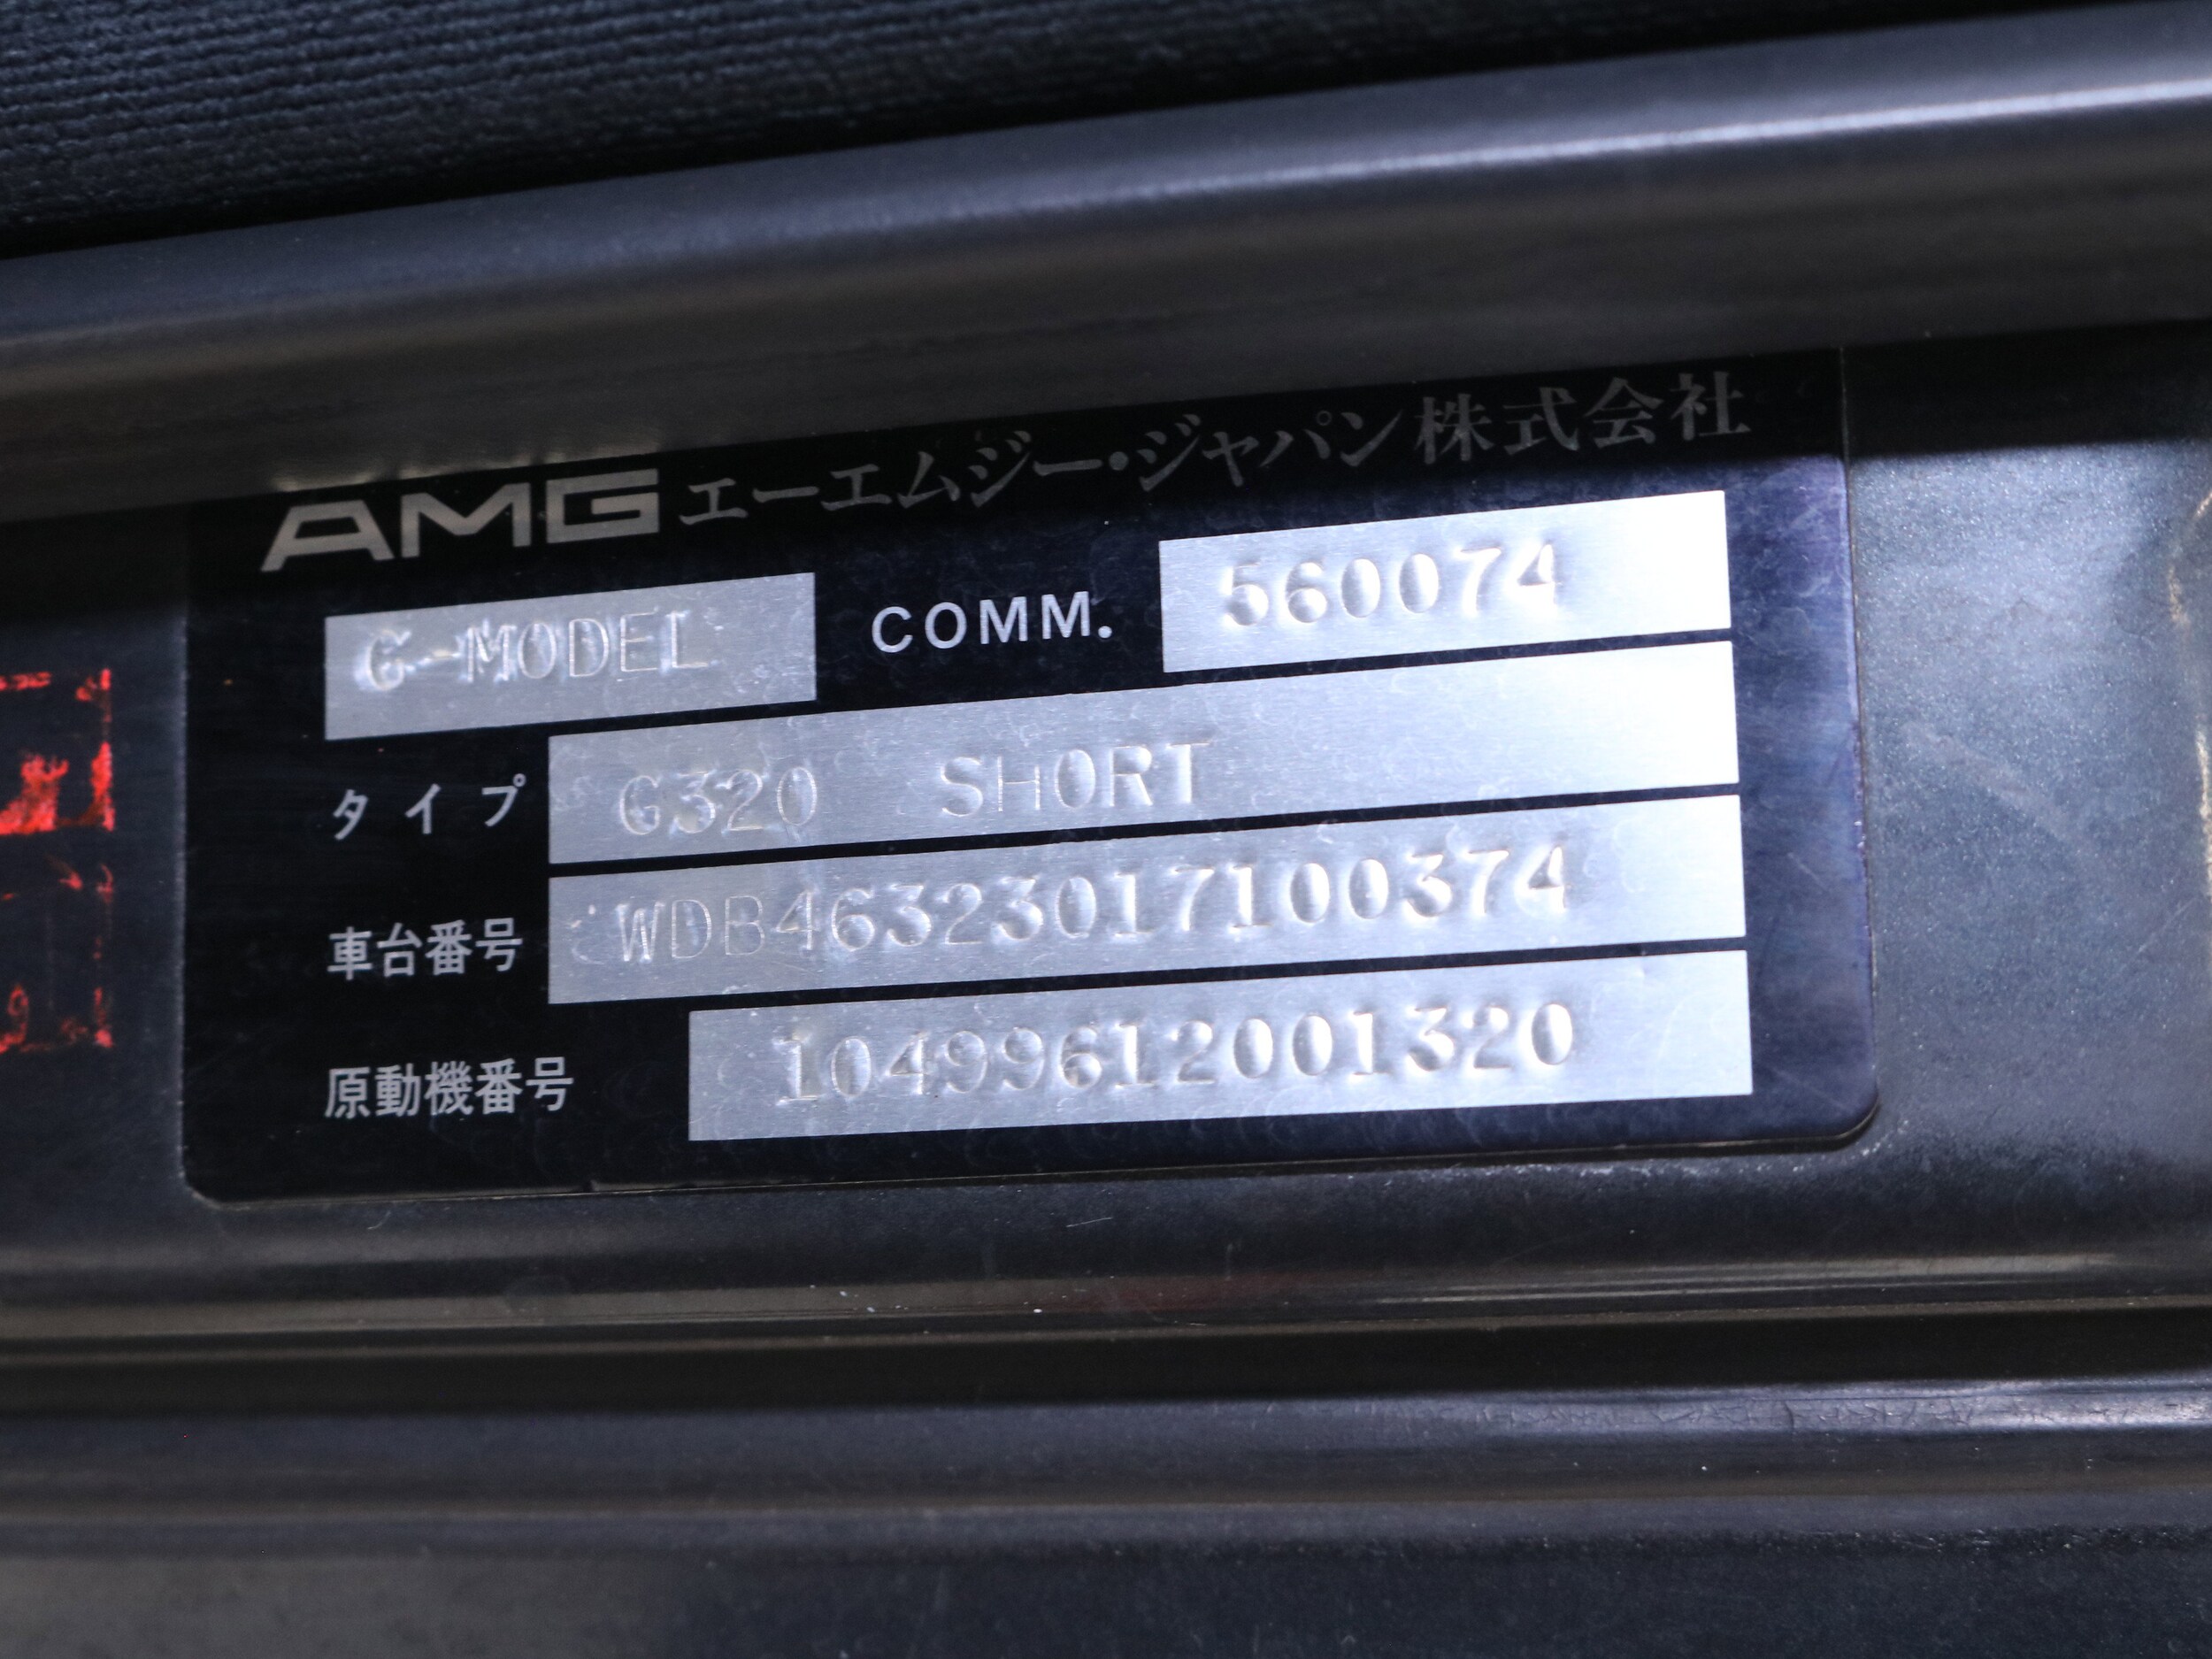 AMG エーエムジー・ジャパン株式会社
G-MODEL COMM. 560074
タイプ G320 SHORT
車台番号 WDB46323017100374
原動機番号 10499612001320